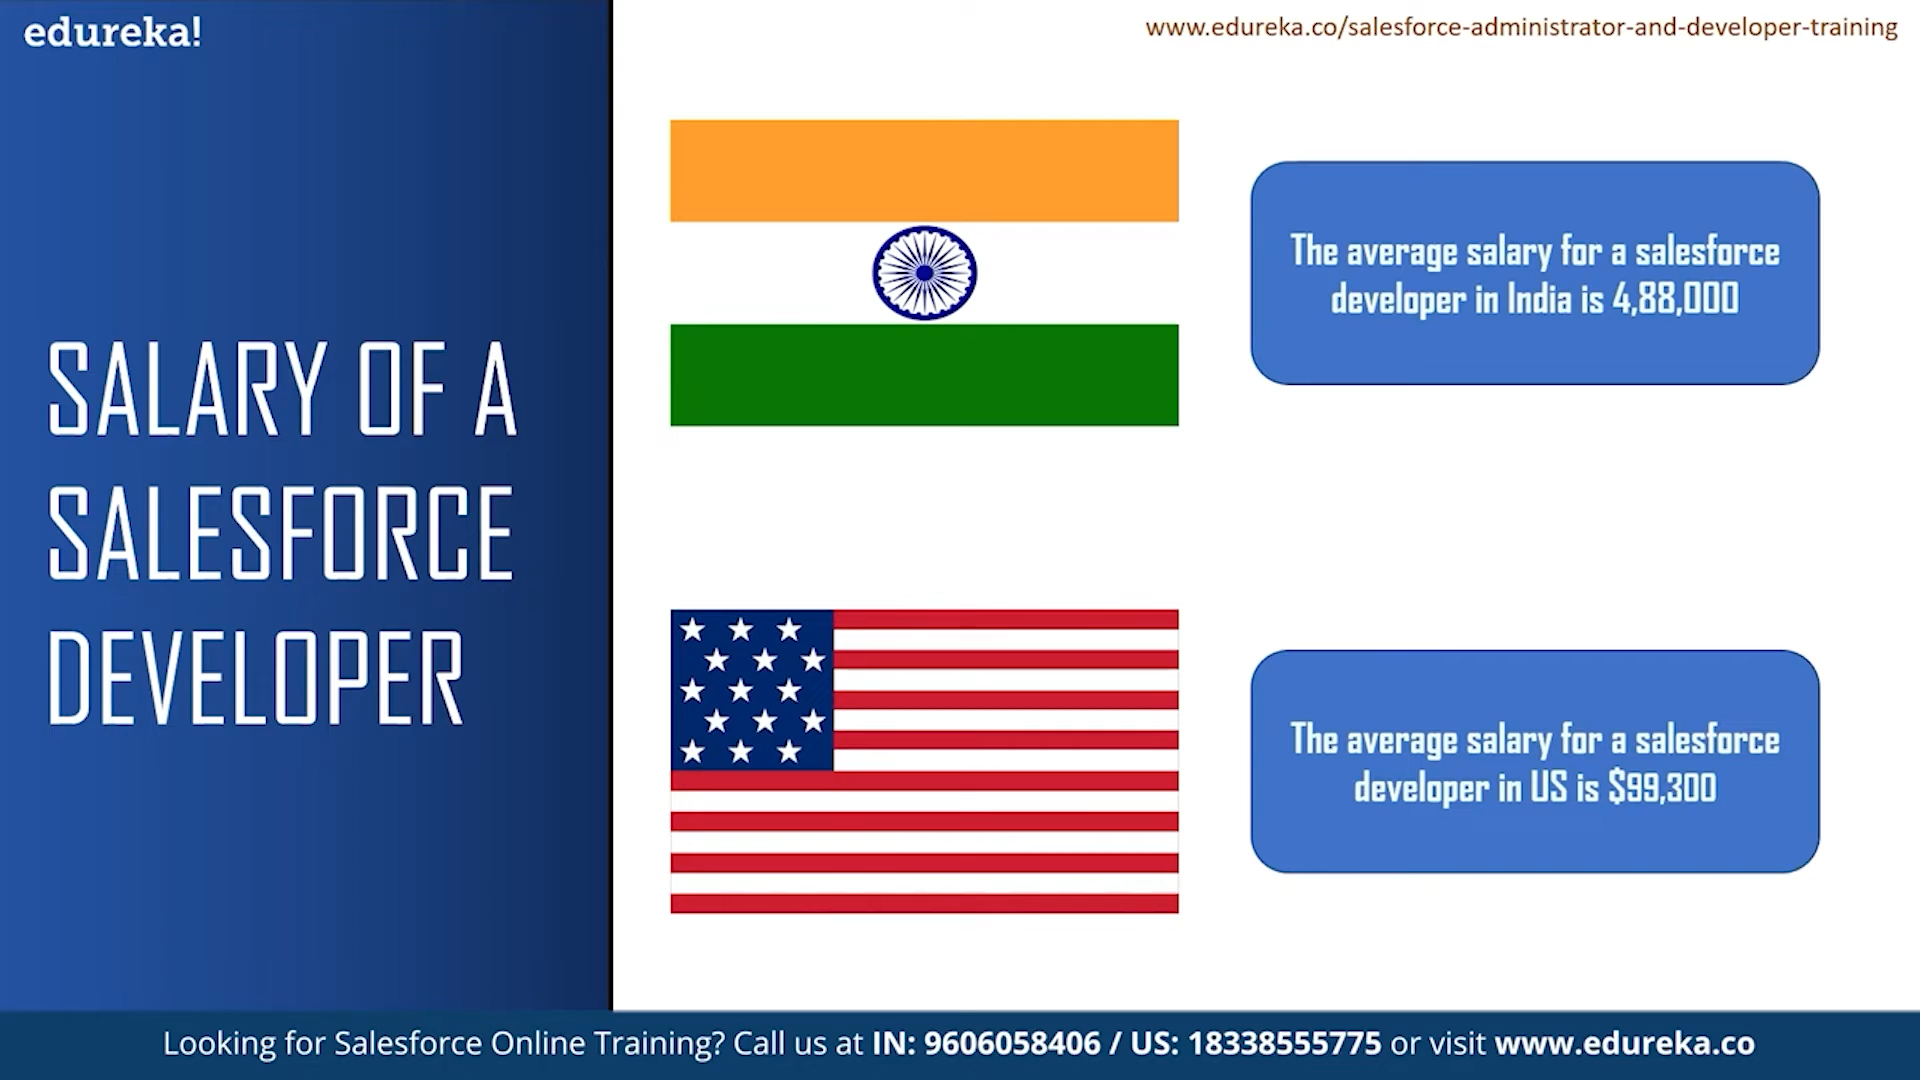 edureka!
www.edureka.co/salesforce-administrator-and-developer-training
SALARY OF A
SALESFORCE
DEVELOPER
The average salary for a salesforce
developer in India is 4,88,000
The average salary for a salesforce
developer in US is $99,300
Looking for Salesforce Online Training? Call us at IN: 9606058406 / US: 18338555775 or visit www.edureka.co